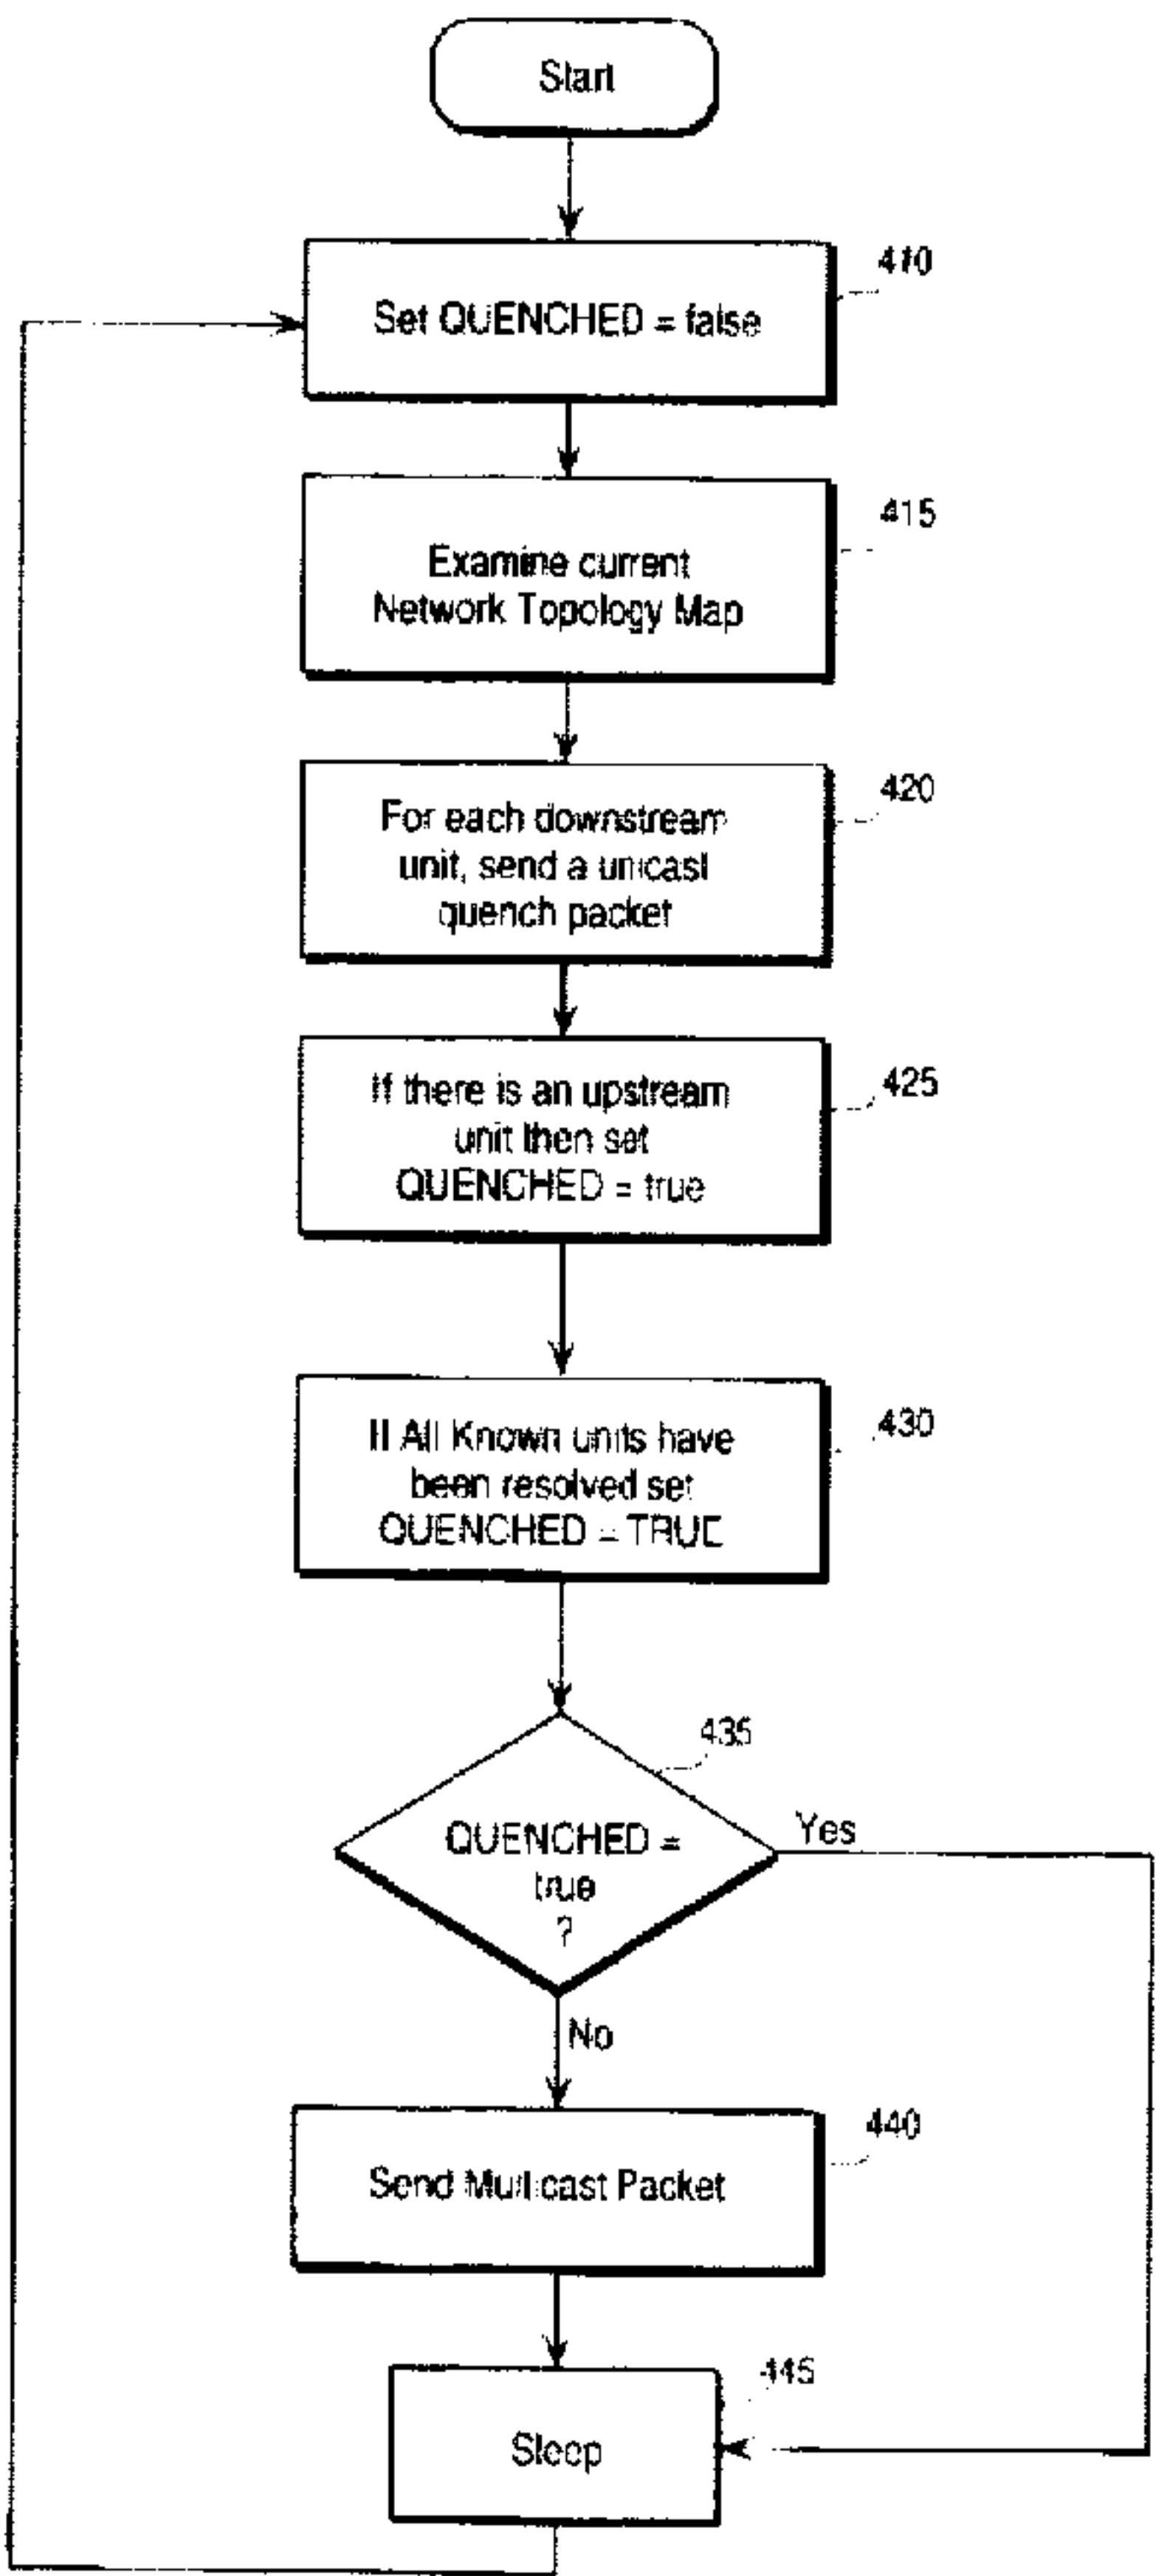 Start
410
Set QUENCHED = false
415
Examine current
Network Topology Map
420
For each downstream
unit, send a unicast
quench packet
425
If there is an upstream
unit then set
QUENCHED = true
430
If All Known units have
been resolved set
QUENCHED = TRUE
435
QUENCHED =
true
?
Yes
No
440
Send Multicast Packet
445
Sleep